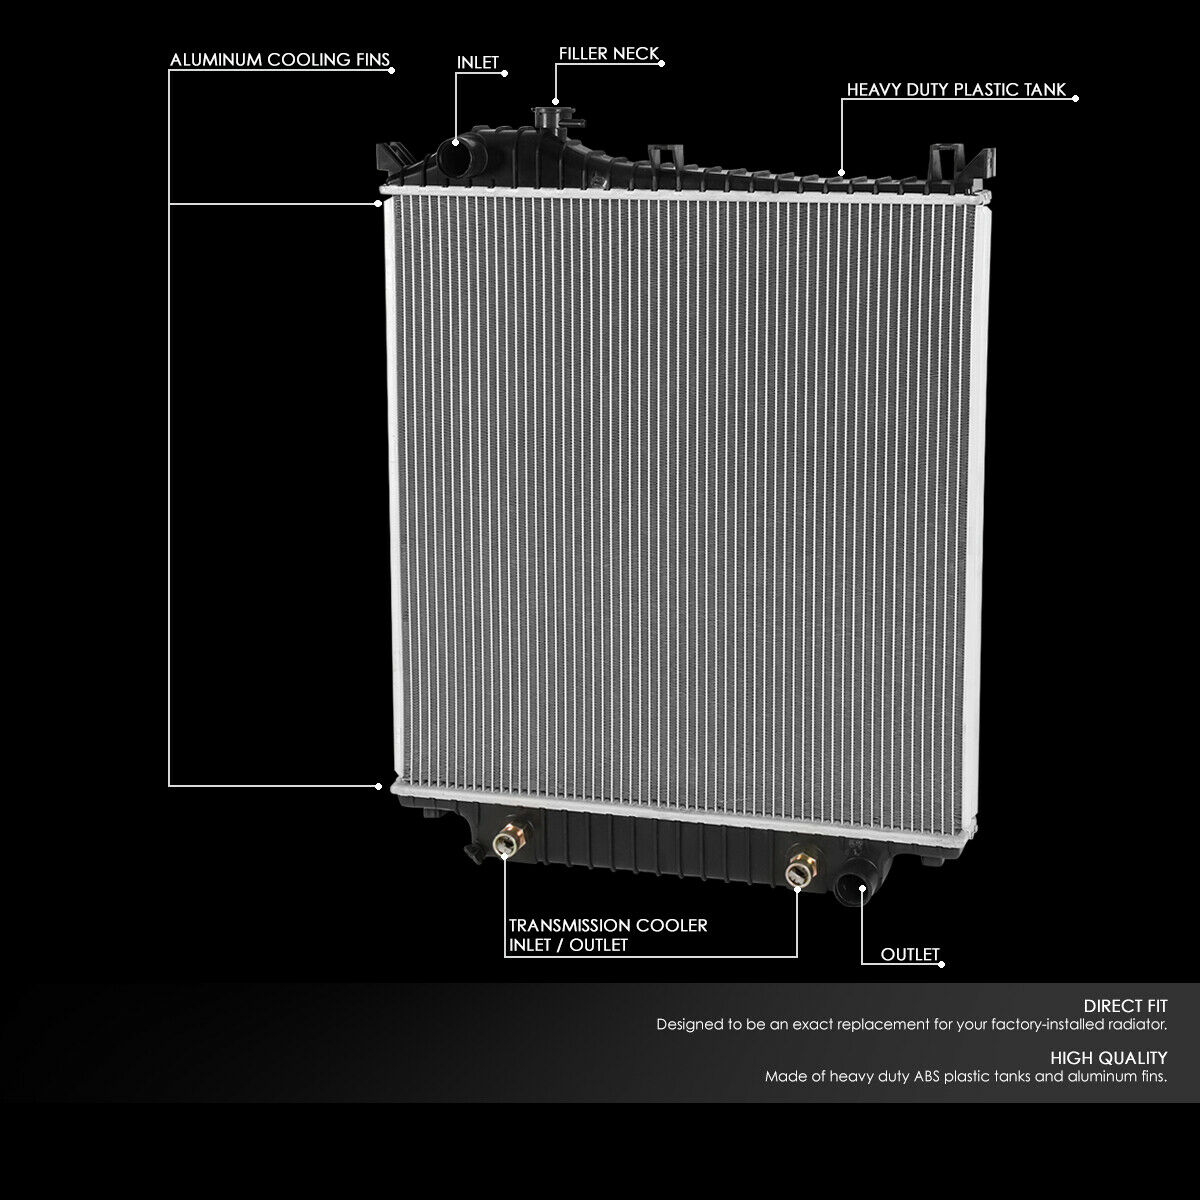 ALUMINUM COOLING FINS
INLET
FILLER NECK
HEAVY DUTY PLASTIC TANK
TRANSMISSION COOLER
INLET / OUTLET
OUTLET
DIRECT FIT
Designed to be an exact replacement for your factory-installed radiator.
HIGH QUALITY
Made of heavy duty ABS plastic tanks and aluminum fins.